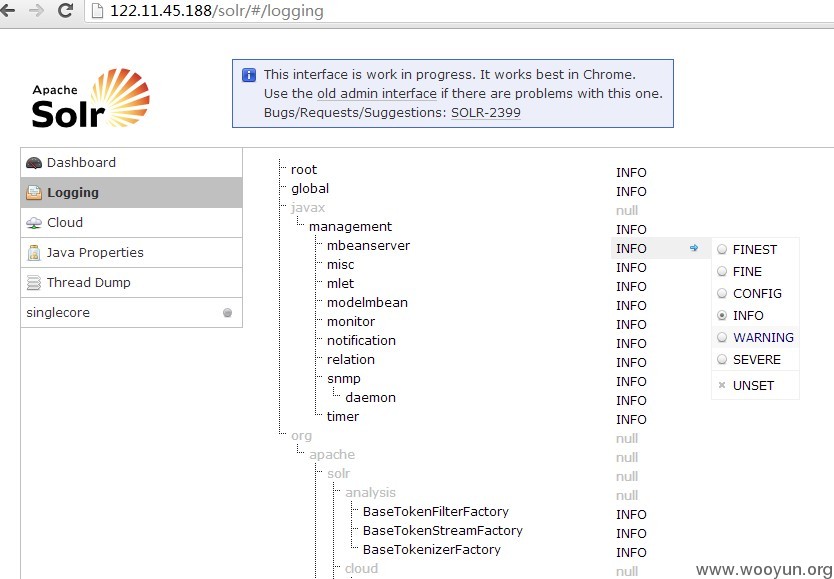 122.11.45.188/solr/#/logging
Apache
Solr
This interface is work in progress. It works best in Chrome.
Use the old admin interface if there are problems with this one.
Bugs/Requests/Suggestions: SOLR-2399
Dashboard
Logging
Cloud
Java Properties
Thread Dump
singlecore
root INFO
global INFO
javax null
management INFO
mbeanserver INFO
misc INFO
mlet INFO
modelmbean INFO
monitor INFO
notification INFO
relation INFO
snmp INFO
daemon INFO
timer INFO
org null
apache null
solr null
analysis null
BaseTokenFilterFactory INFO
BaseTokenStreamFactory INFO
BaseTokenizerFactory INFO
cloud null
FINEST
FINE
CONFIG
INFO
WARNING
SEVERE
UNSET
www.wooyun.org